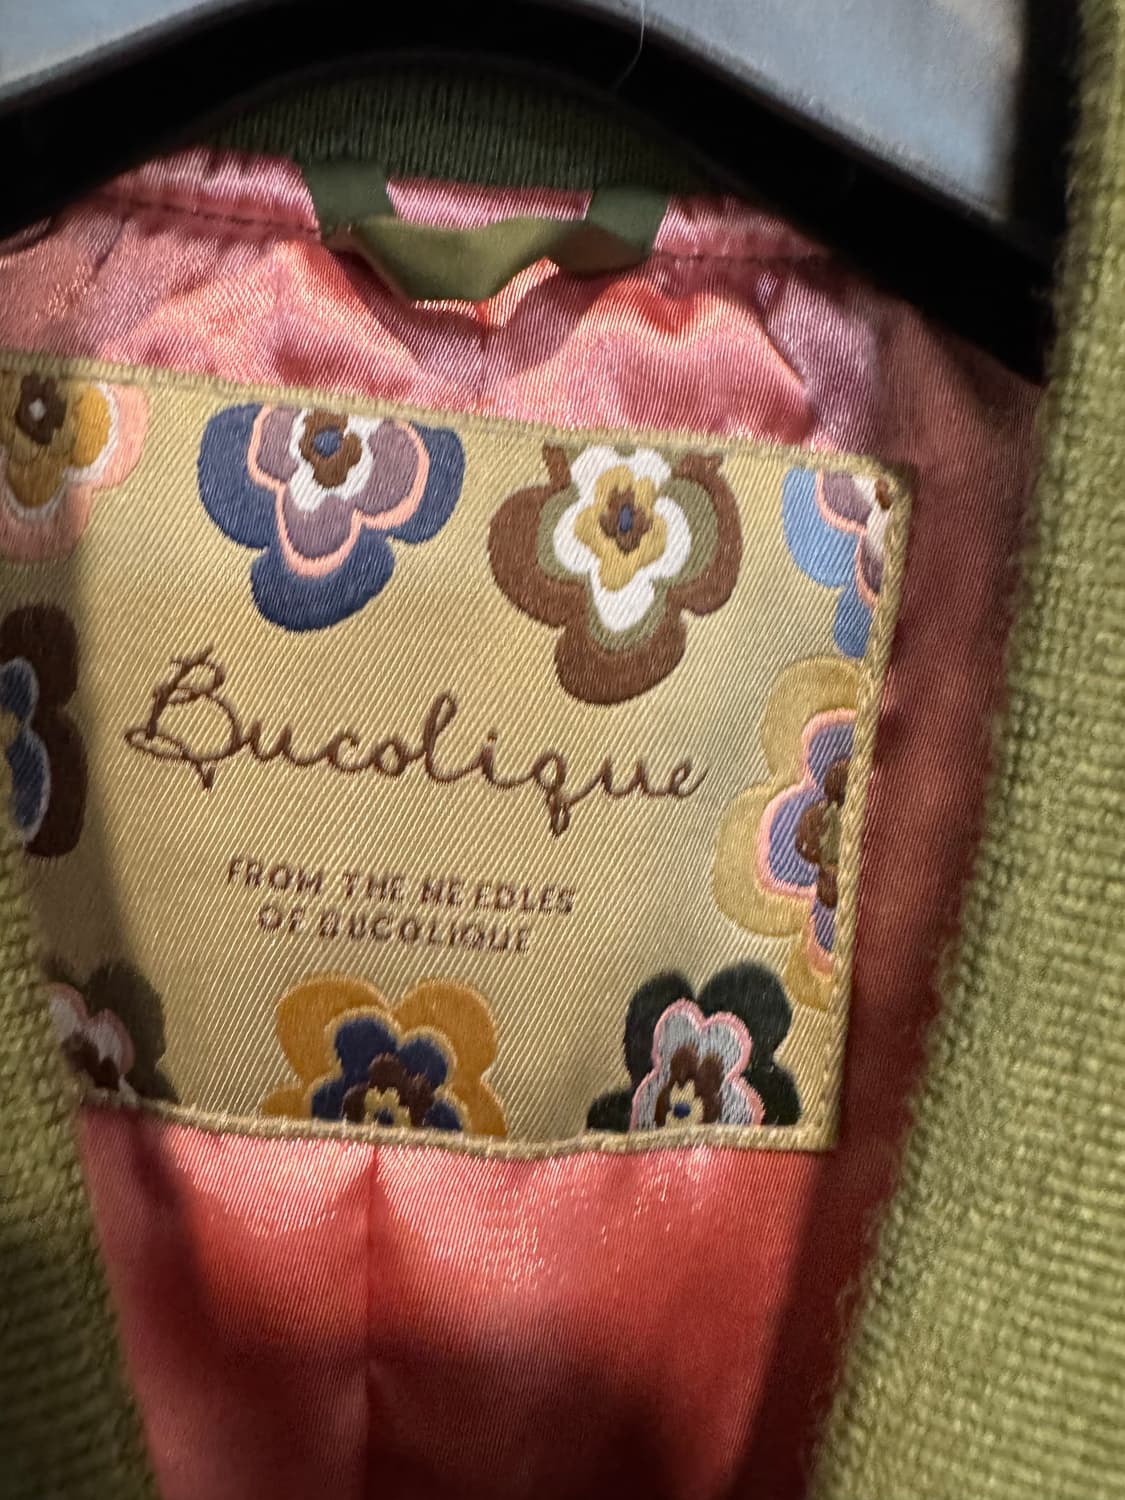 Bucolique
FROM THE NEEDLES
OF BUCOLIQUE